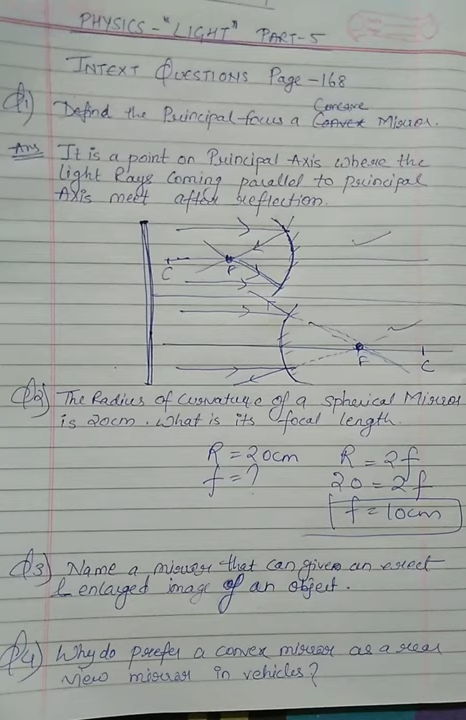 PHYSICS - "LIGHT" PART-5
INTEXT QUESTIONS Page - 168
Concave
Q1) Defind the Principal focus a Convex Mirror.
Ans It is a point on Principal Axis where the
Light Rays Coming parallel to principal
Axis meet after reflection.
C F
F C
Q2) The Radius of Curvature of a spherical Mirror
is 20cm. What is its focal length.
R = 20cm R = 2f
f = ? 20 = 2f
f = 10cm
Q3) Name a mirror that can given an erect
& enlarged image of an object.
Q4) Why do prefer a convex mirror as a rear
view mirror in vehicles?